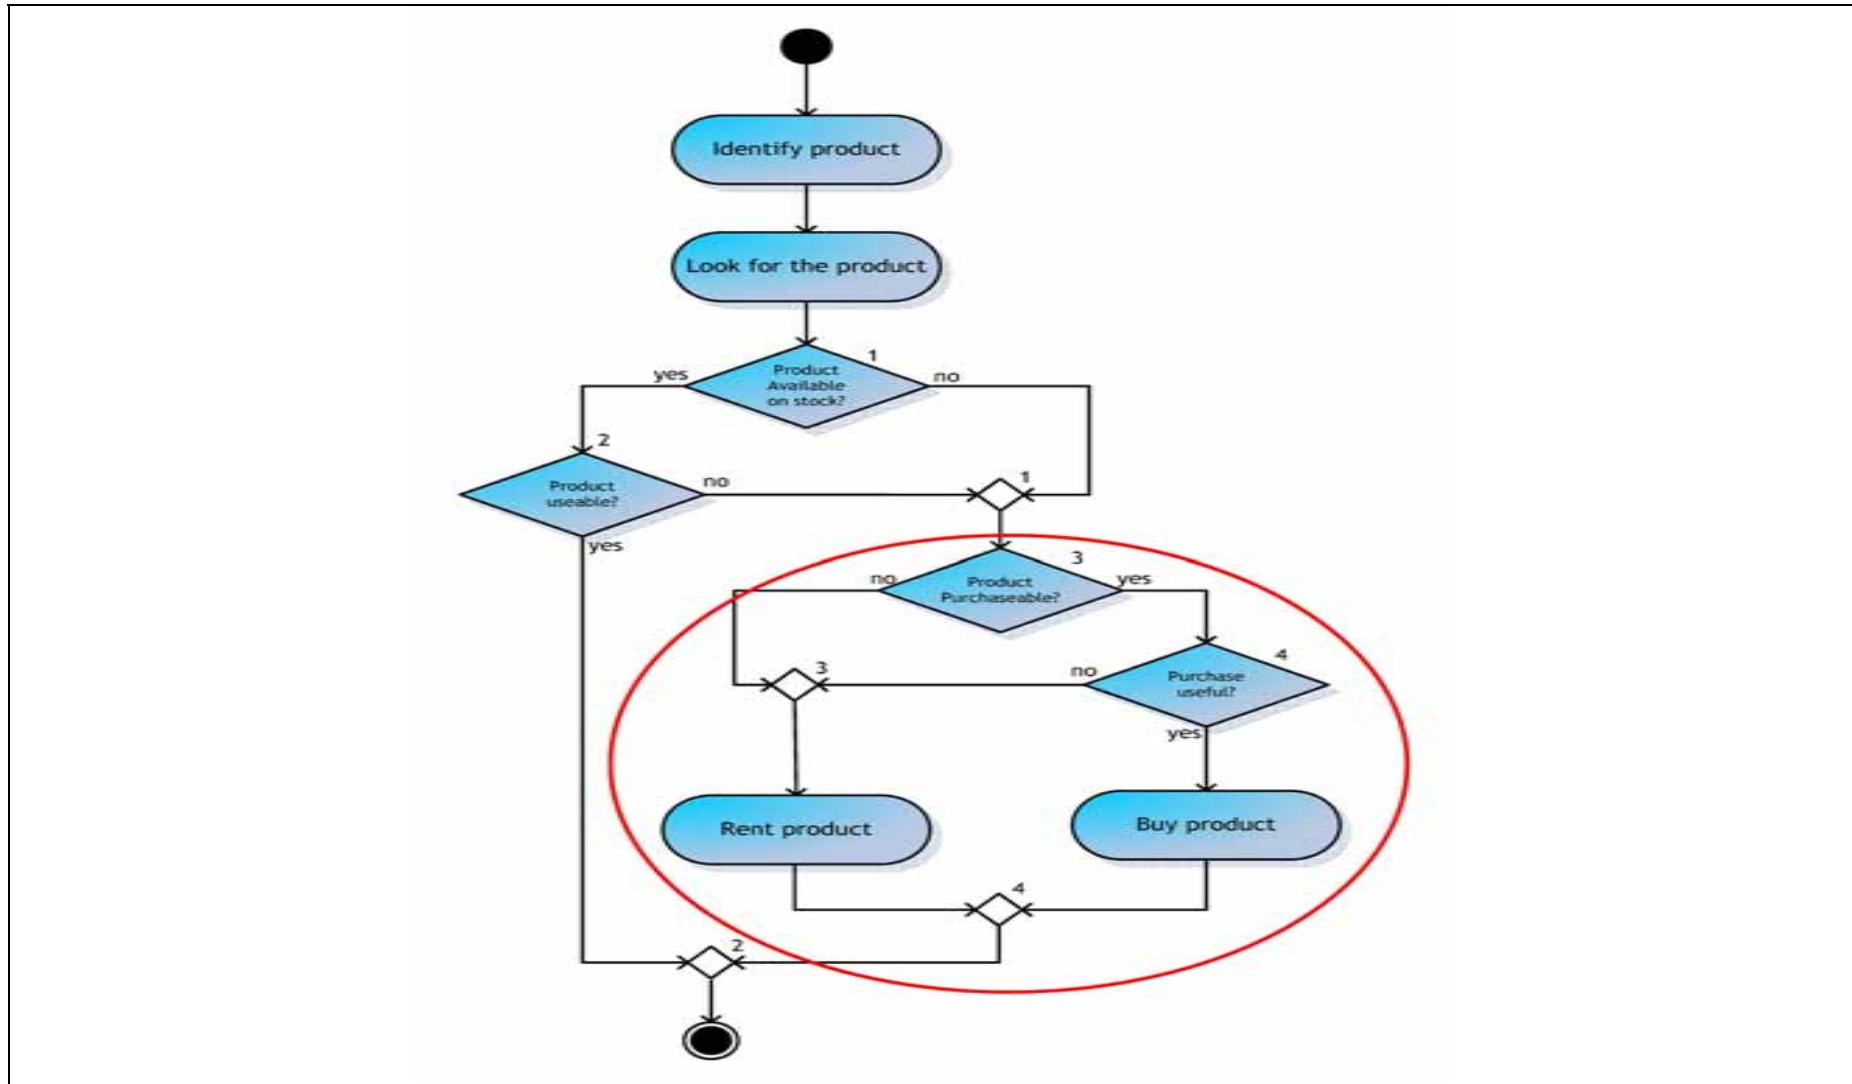 Identify product
Look for the product
1
Product
Available
on stock?
yes
no
2
Product
useable?
no
yes
1
3
Product
Purchaseable?
no
yes
4
Purchase
useful?
no
yes
3
Rent product
Buy product
4
2